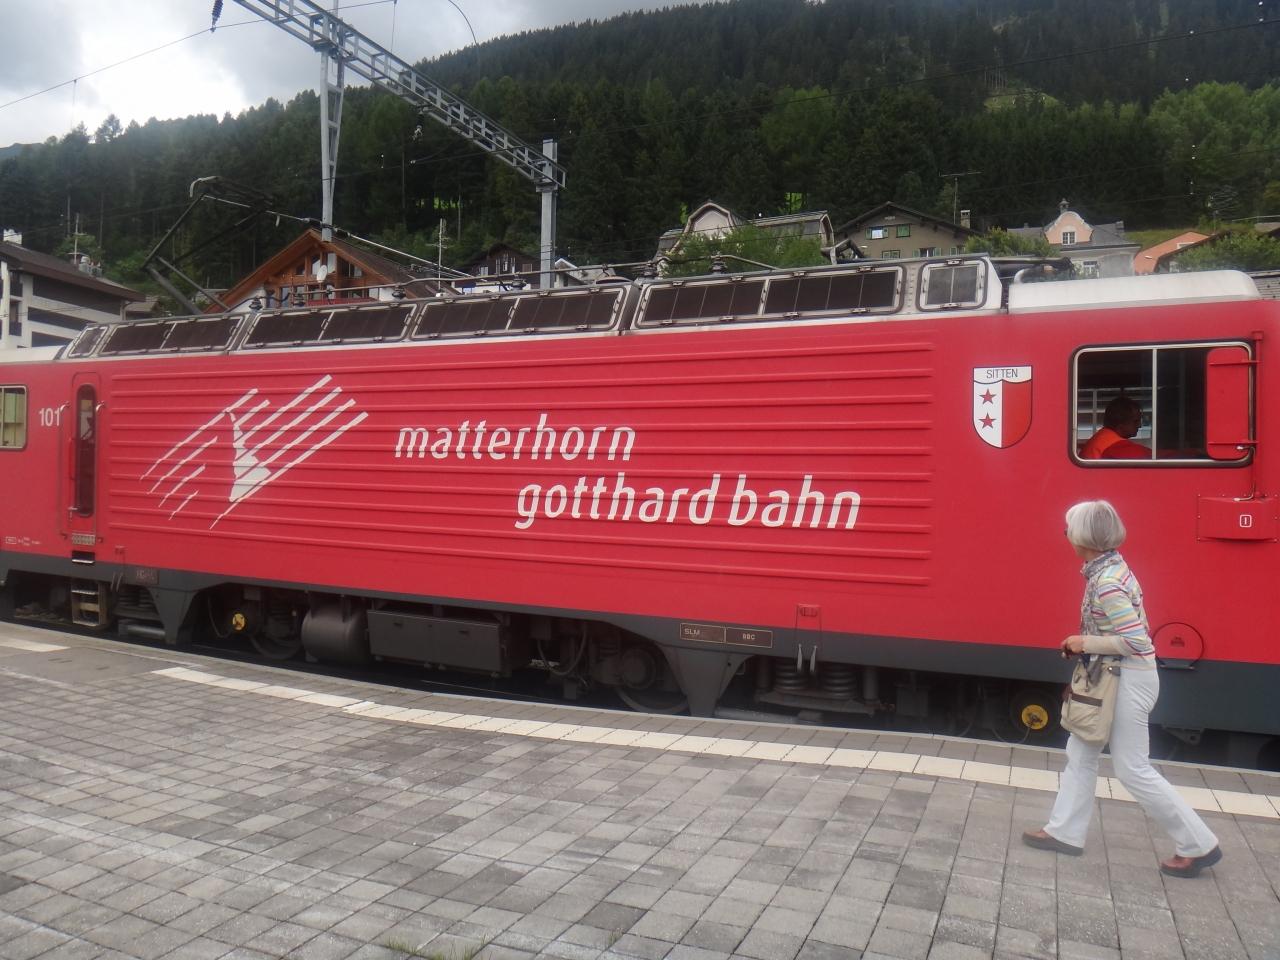 101
matterhorn
gotthard bahn
SITTEN
SLM
BBC